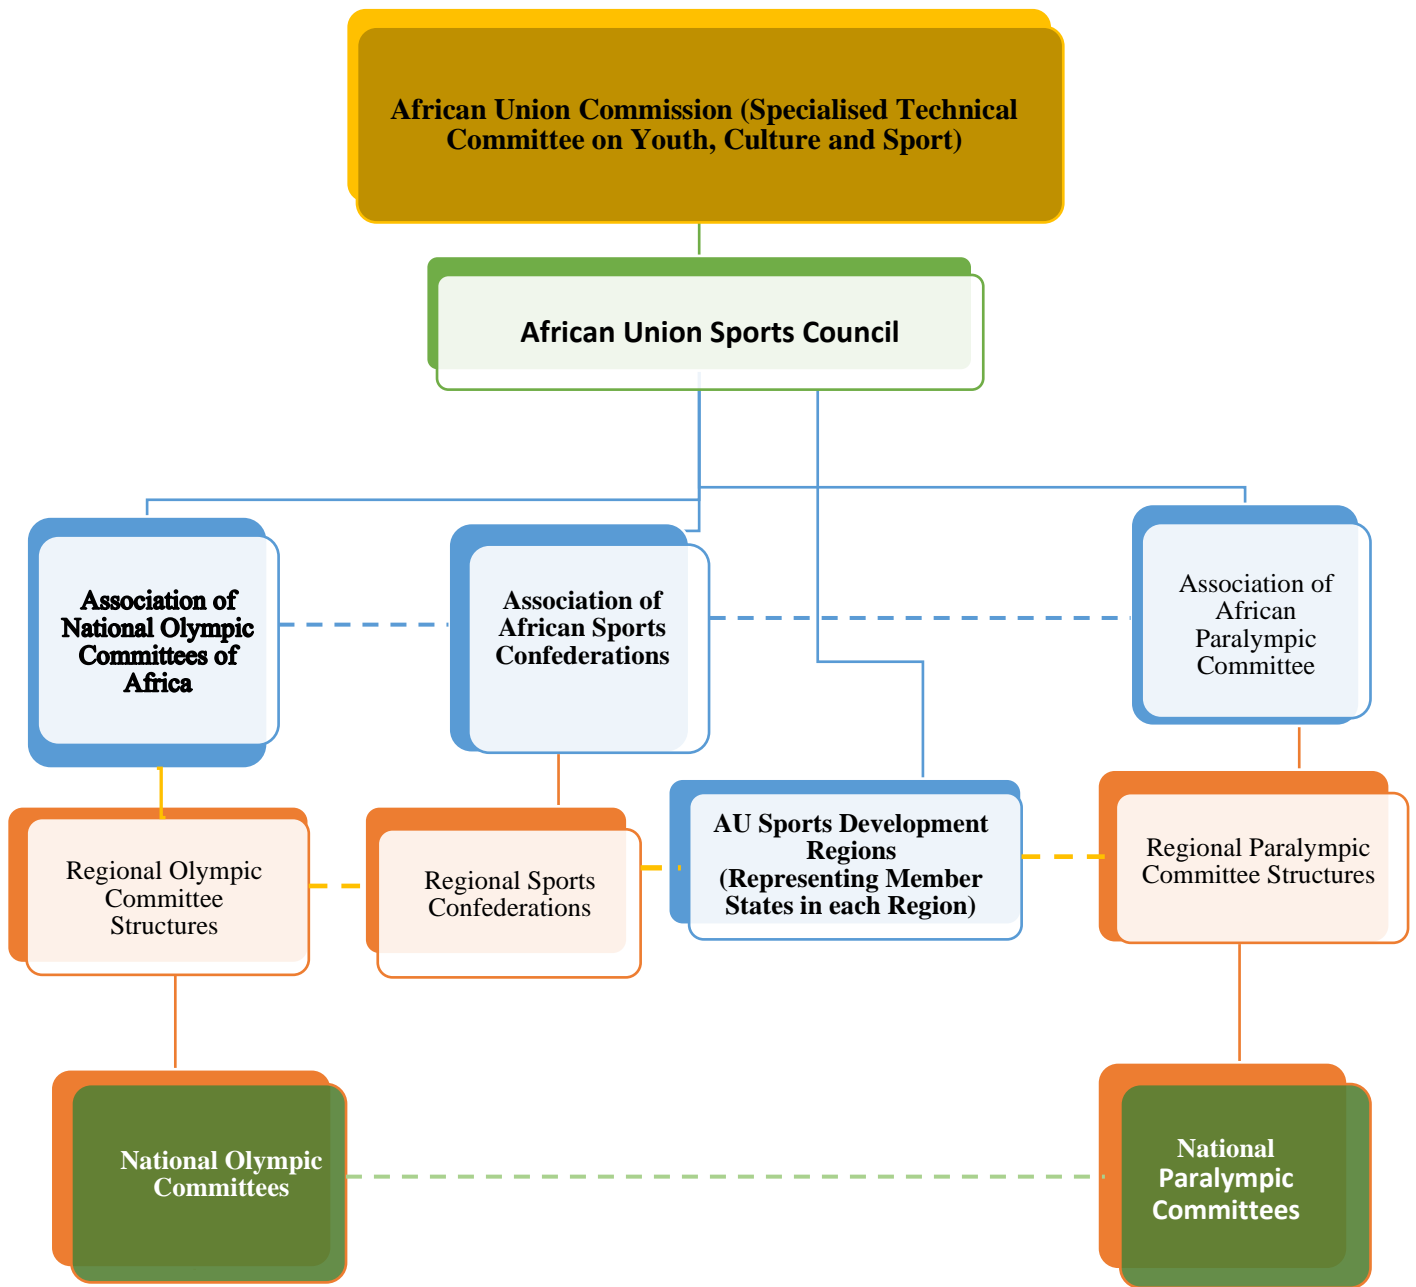 African Union Commission (Specialised Technical
Committee on Youth, Culture and Sport)
African Union Sports Council
Association of
National Olympic
Committees of
Africa
Association of
African Sports
Confederations
Association of
African
Paralympic
Committee
Regional Olympic
Committee
Structures
Regional Sports
Confederations
AU Sports Development
Regions
(Representing Member
States in each Region)
Regional Paralympic
Committee Structures
National Olympic
Committees
National
Paralympic
Committees